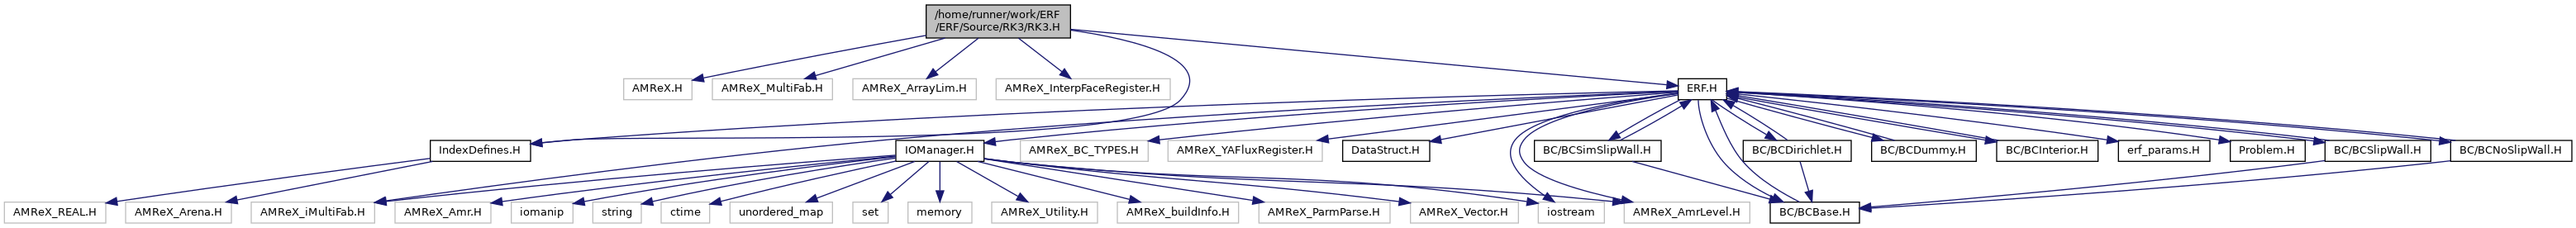 /home/runner/work/ERF
/ERF/Source/RK3/RK3.H
AMReX.H
AMReX_MultiFab.H
AMReX_ArrayLim.H
AMReX_InterpFaceRegister.H
ERF.H
IndexDefines.H
IOManager.H
AMReX_BC_TYPES.H
AMReX_YAFluxRegister.H
DataStruct.H
BC/BCSimSlipWall.H
BC/BCDirichlet.H
BC/BCDummy.H
BC/BCInterior.H
erf_params.H
Problem.H
BC/BCSlipWall.H
BC/BCNoSlipWall.H
AMReX_REAL.H
AMReX_Arena.H
AMReX_iMultiFab.H
AMReX_Amr.H
iomanip
string
ctime
unordered_map
set
memory
AMReX_Utility.H
AMReX_buildInfo.H
AMReX_ParmParse.H
AMReX_Vector.H
iostream
AMReX_AmrLevel.H
BC/BCBase.H